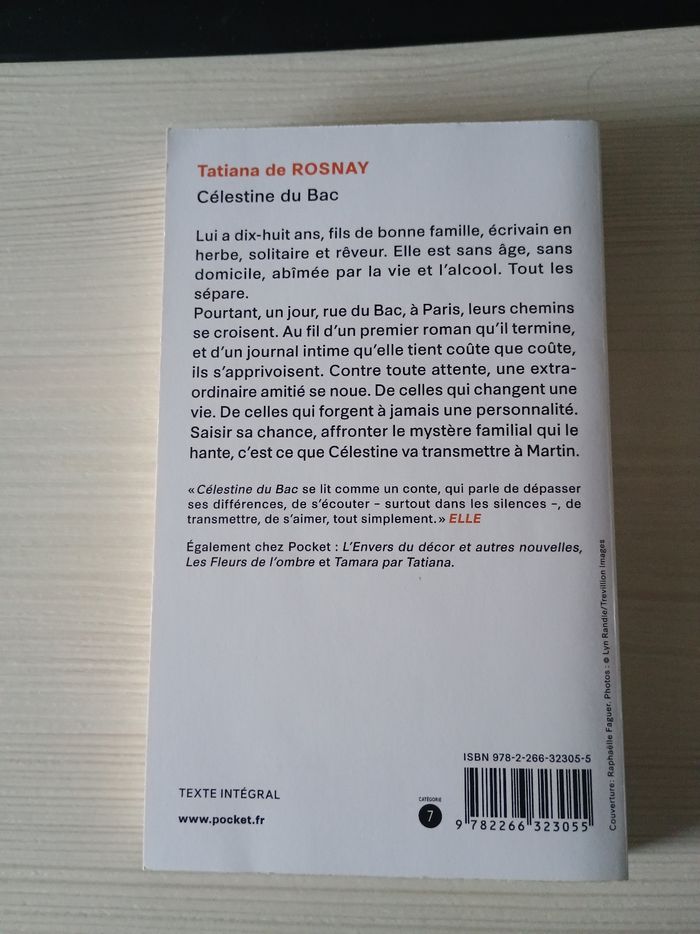 Tatiana de ROSNAY
Célestine du Bac
Lui a dix-huit ans, fils de bonne famille, écrivain en
herbe, solitaire et rêveur. Elle est sans âge, sans
domicile, abîmée par la vie et l'alcool. Tout les
sépare.
Pourtant, un jour, rue du Bac, à Paris, leurs chemins
se croisent. Au fil d'un premier roman qu'il termine,
et d'un journal intime qu'elle tient coûte que coûte,
ils s'apprivoisent. Contre toute attente, une extra-
ordinaire amitié se noue. De celles qui changent une
vie. De celles qui forgent à jamais une personnalité.
Saisir sa chance, affronter le mystère familial qui le
hante, c'est ce que Célestine va transmettre à Martin.
« Célestine du Bac se lit comme un conte, qui parle de dépasser
ses différences, de s'écouter – surtout dans les silences –, de
transmettre, de s'aimer, tout simplement. » ELLE
Également chez Pocket : L'Envers du décor et autres nouvelles,
Les Fleurs de l'ombre et Tamara par Tatiana.
Couverture : Raphaëlle Faguer. Photos : © Lyn Randle/Trevillion Images
ISBN 978-2-266-32305-5
TEXTE INTÉGRAL
www.pocket.fr
CATÉGORIE
7
9 782266 323055